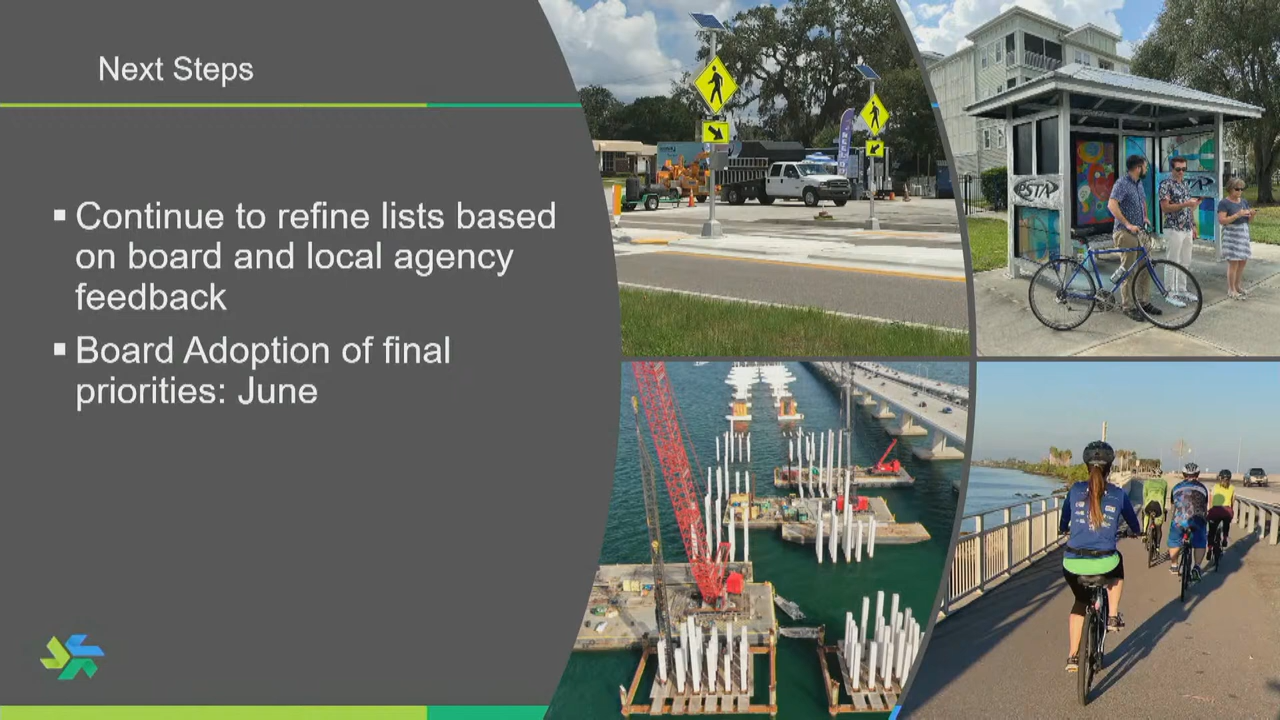 Next Steps
▪ Continue to refine lists based
on board and local agency
feedback
▪ Board Adoption of final
priorities: June
PSTA